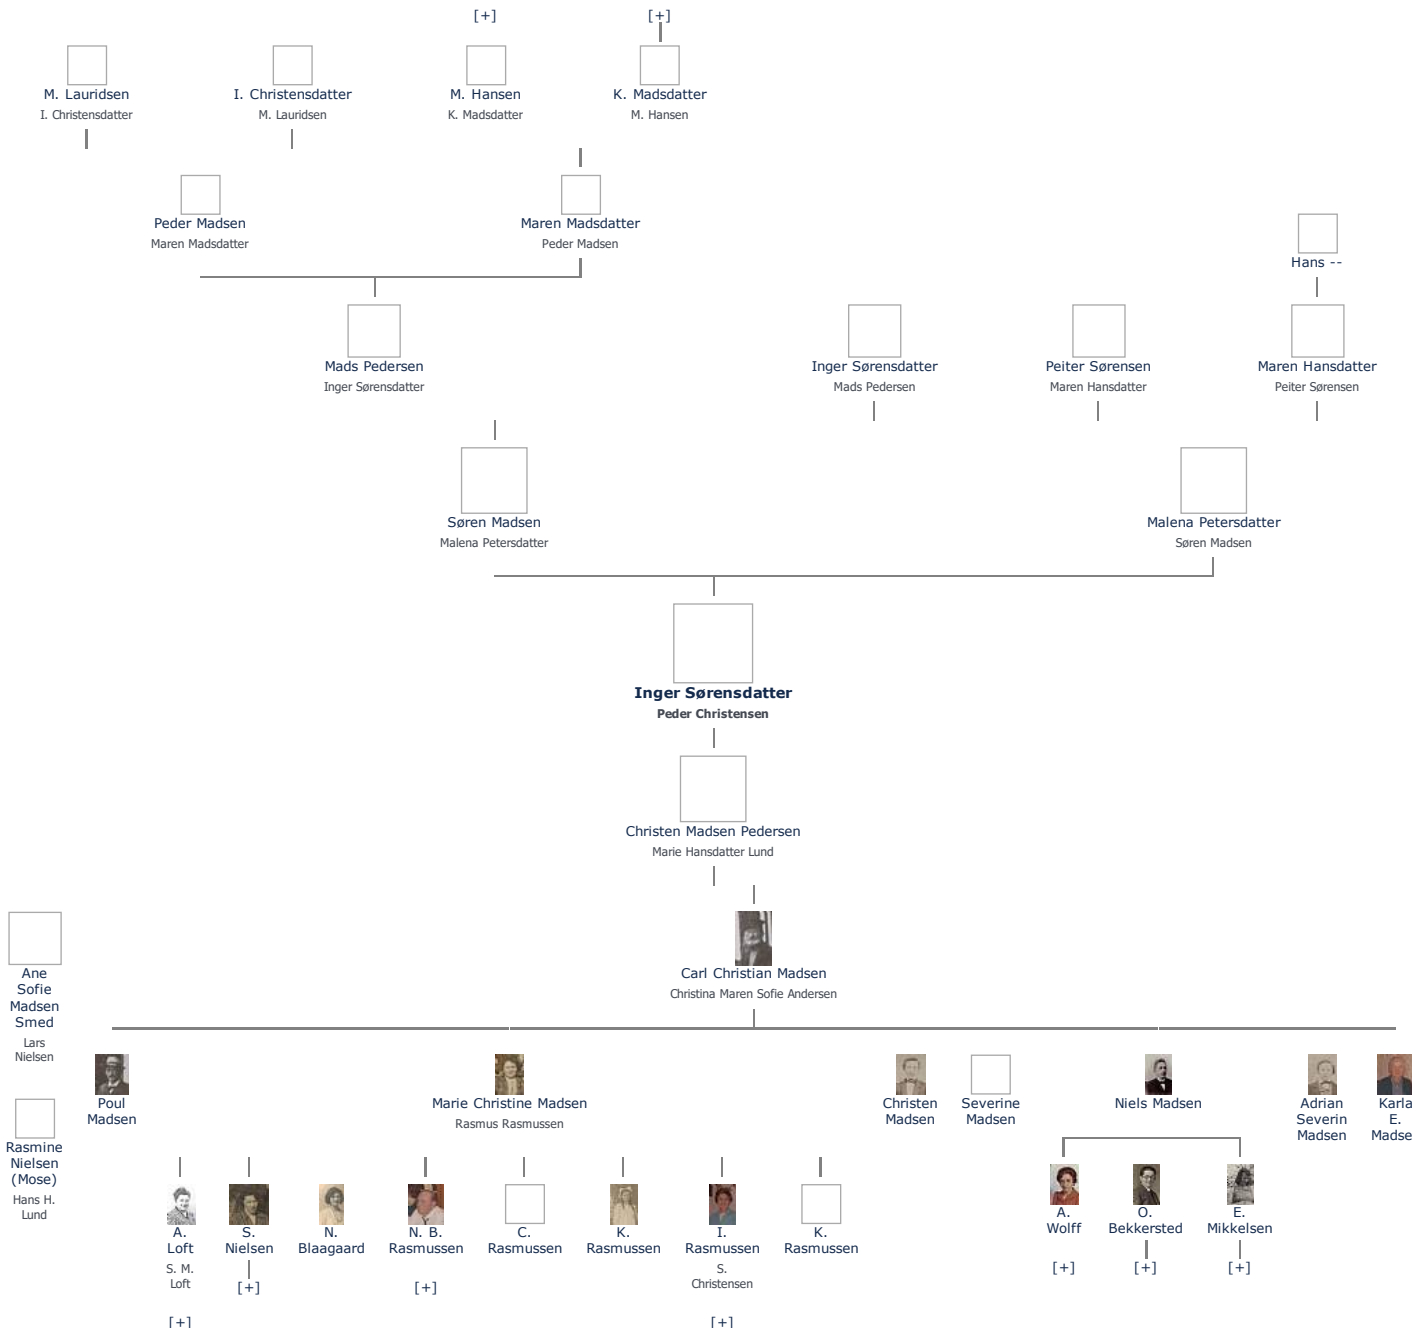 [+]
[+]
M. Lauridsen
I. Christensdatter
I. Christensdatter
M. Lauridsen
M. Hansen
K. Madsdatter
K. Madsdatter
M. Hansen
Peder Madsen
Maren Madsdatter
Maren Madsdatter
Peder Madsen
Hans --
Mads Pedersen
Inger Sørensdatter
Inger Sørensdatter
Mads Pedersen
Peiter Sørensen
Maren Hansdatter
Maren Hansdatter
Peiter Sørensen
Søren Madsen
Malena Petersdatter
Malena Petersdatter
Søren Madsen
Inger Sørensdatter
Peder Christensen
Christen Madsen Pedersen
Marie Hansdatter Lund
Carl Christian Madsen
Christina Maren Sofie Andersen
Ane
Sofie
Madsen
Smed
Lars
Nielsen
Rasmine
Nielsen
(Mose)
Hans H.
Lund
Poul
Madsen
Marie Christine Madsen
Rasmus Rasmussen
Christen
Madsen
Severine
Madsen
Niels Madsen
Adrian
Severin
Madsen
Karla
E.
Madse
A.
Loft
S. M.
Loft
[+]
S.
Nielsen
[+]
N.
Blaagaard
N. B.
Rasmussen
[+]
C.
Rasmussen
K.
Rasmussen
I.
Rasmussen
S.
Christensen
[+]
K.
Rasmussen
A.
Wolff
[+]
O.
Bekkersted
[+]
E.
Mikkelsen
[+]